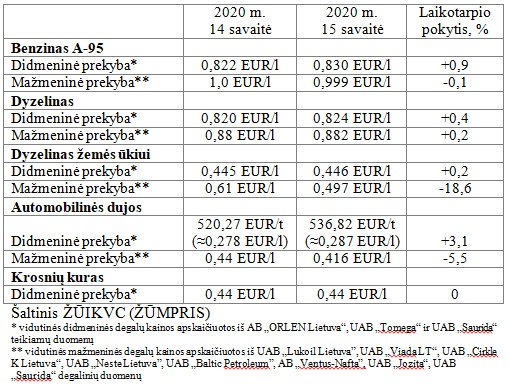 2020 m. 2020 m. Laikotarpio
14 savaitė 15 savaitė pokytis, %
Benzinas A-95
Didmeninė prekyba* 0,822 EUR/l 0,830 EUR/l +0,9
Mažmeninė prekyba** 1,0 EUR/l 0,999 EUR/l -0,1
Dyzelinas
Didmeninė prekyba* 0,820 EUR/l 0,824 EUR/l +0,4
Mažmeninė prekyba** 0,88 EUR/l 0,882 EUR/l +0,2
Dyzelinas žemės ūkiui
Didmeninė prekyba* 0,445 EUR/l 0,446 EUR/l +0,2
Mažmeninė prekyba** 0,61 EUR/l 0,497 EUR/l -18,6
Automobilinės dujos
520,27 EUR/t 536,82 EUR/t
Didmeninė prekyba* (≈0,278 EUR/l) (≈0,287 EUR/l) +3,1
Mažmeninė prekyba** 0,44 EUR/l 0,416 EUR/l -5,5
Krosnių kuras
Didmeninė prekyba* 0,44 EUR/l 0,44 EUR/l 0
Šaltinis ŽŪIKVC (ŽŪMPRIS)
* vidutinės didmeninės degalų kainos apskaičiuotos iš AB „ORLEN Lietuva“, UAB „Tomega“ ir UAB „Saurida“
teikiamų duomenų
** vidutinės mažmeninės degalų kainos apskaičiuotos iš UAB „Lukoil Lietuva”, UAB „Viada LT“, UAB „Cirkle
K Lietuva“, UAB „Neste Lietuva”, UAB „Baltic Petroleum”, AB „Ventus-Nafta”, UAB „Jozita”, UAB
„Saurida” degalinių duomenų